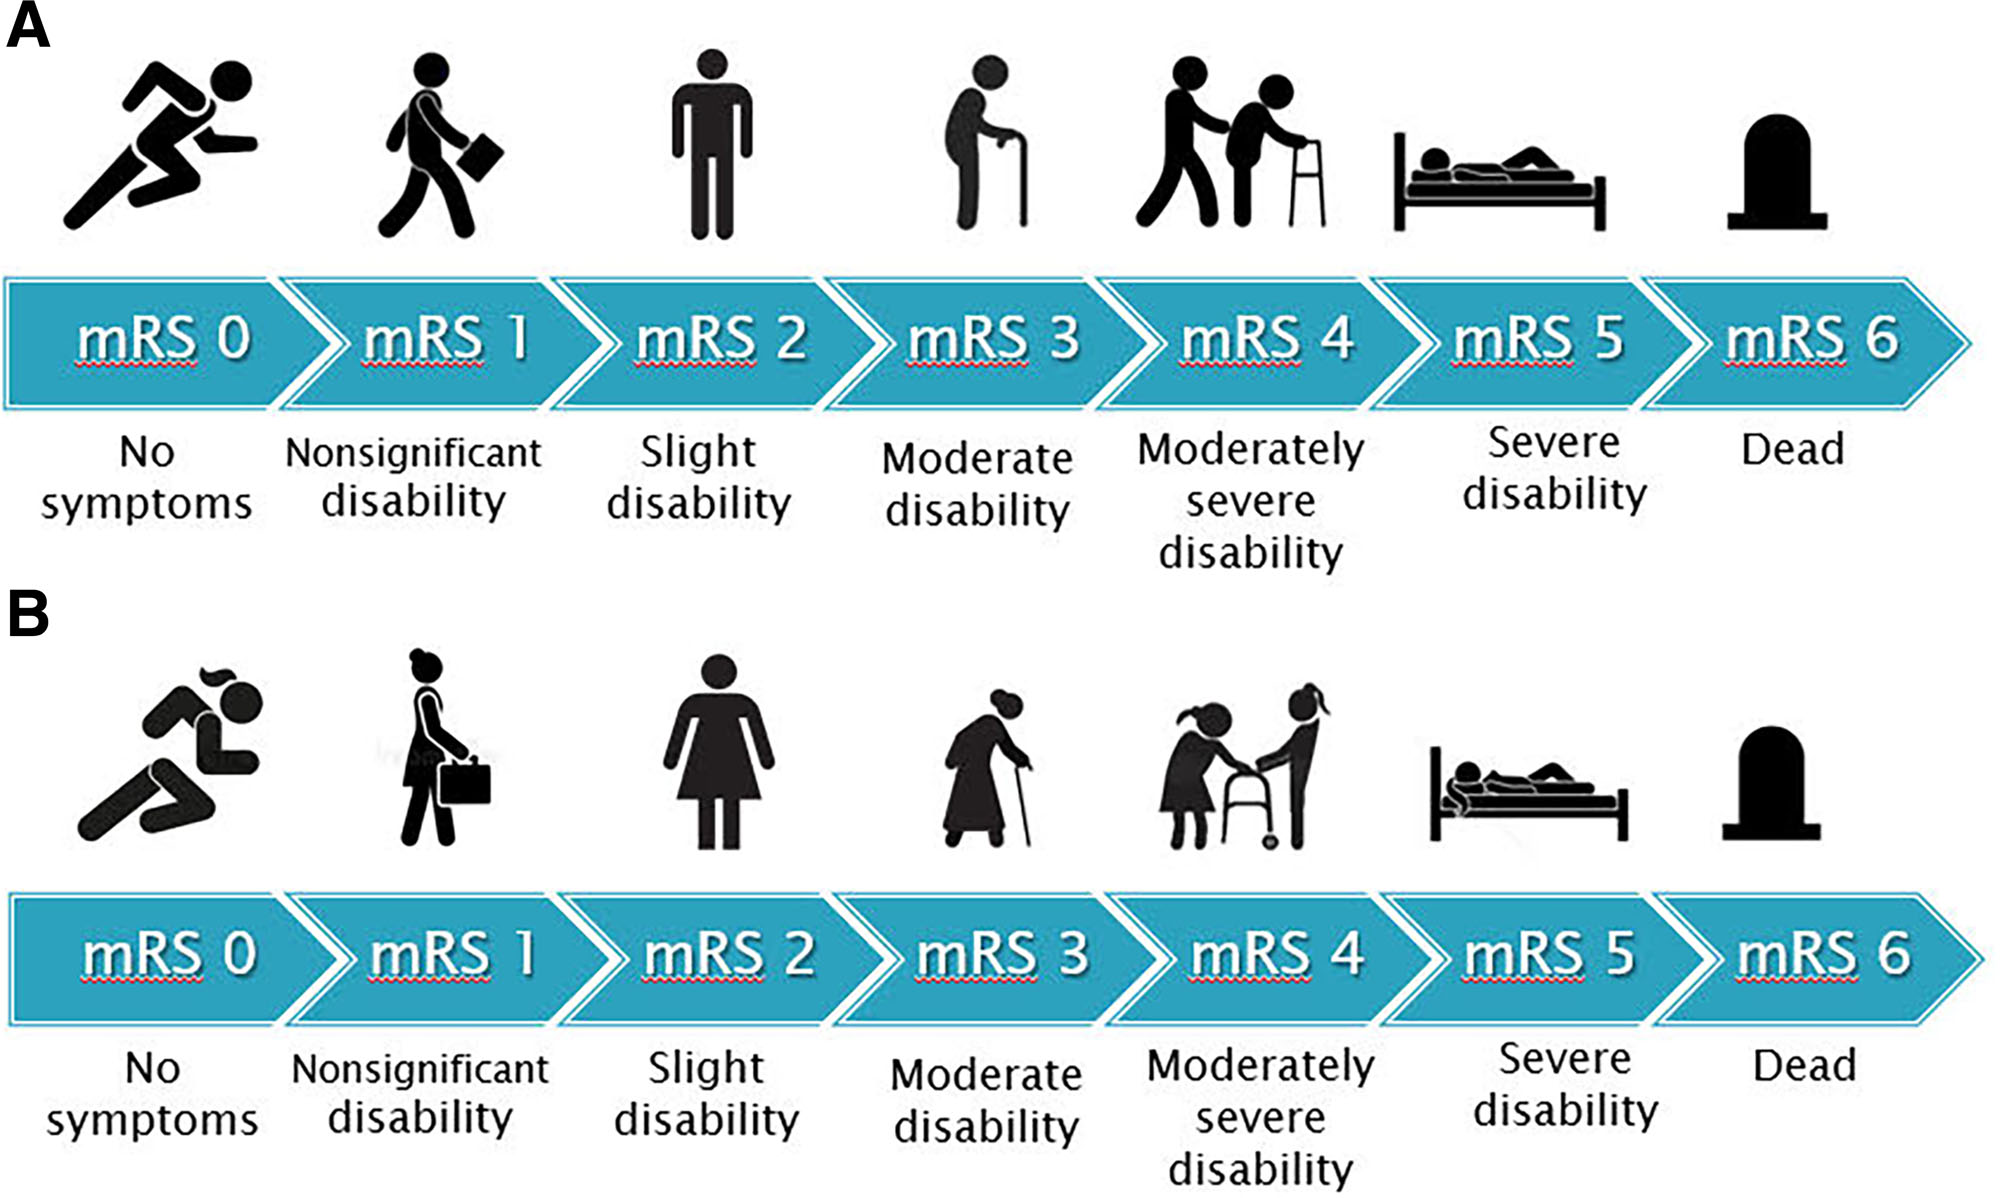 A
mRS 0
mRS 1
mRS 2
mRS 3
mRS 4
mRS 5
mRS 6
No
symptoms
Nonsignificant
disability
Slight
disability
Moderate
disability
Moderately
severe
disability
Severe
disability
Dead
B
mRS 0
mRS 1
mRS 2
mRS 3
mRS 4
mRS 5
mRS 6
No
symptoms
Nonsignificant
disability
Slight
disability
Moderate
disability
Moderately
severe
disability
Severe
disability
Dead